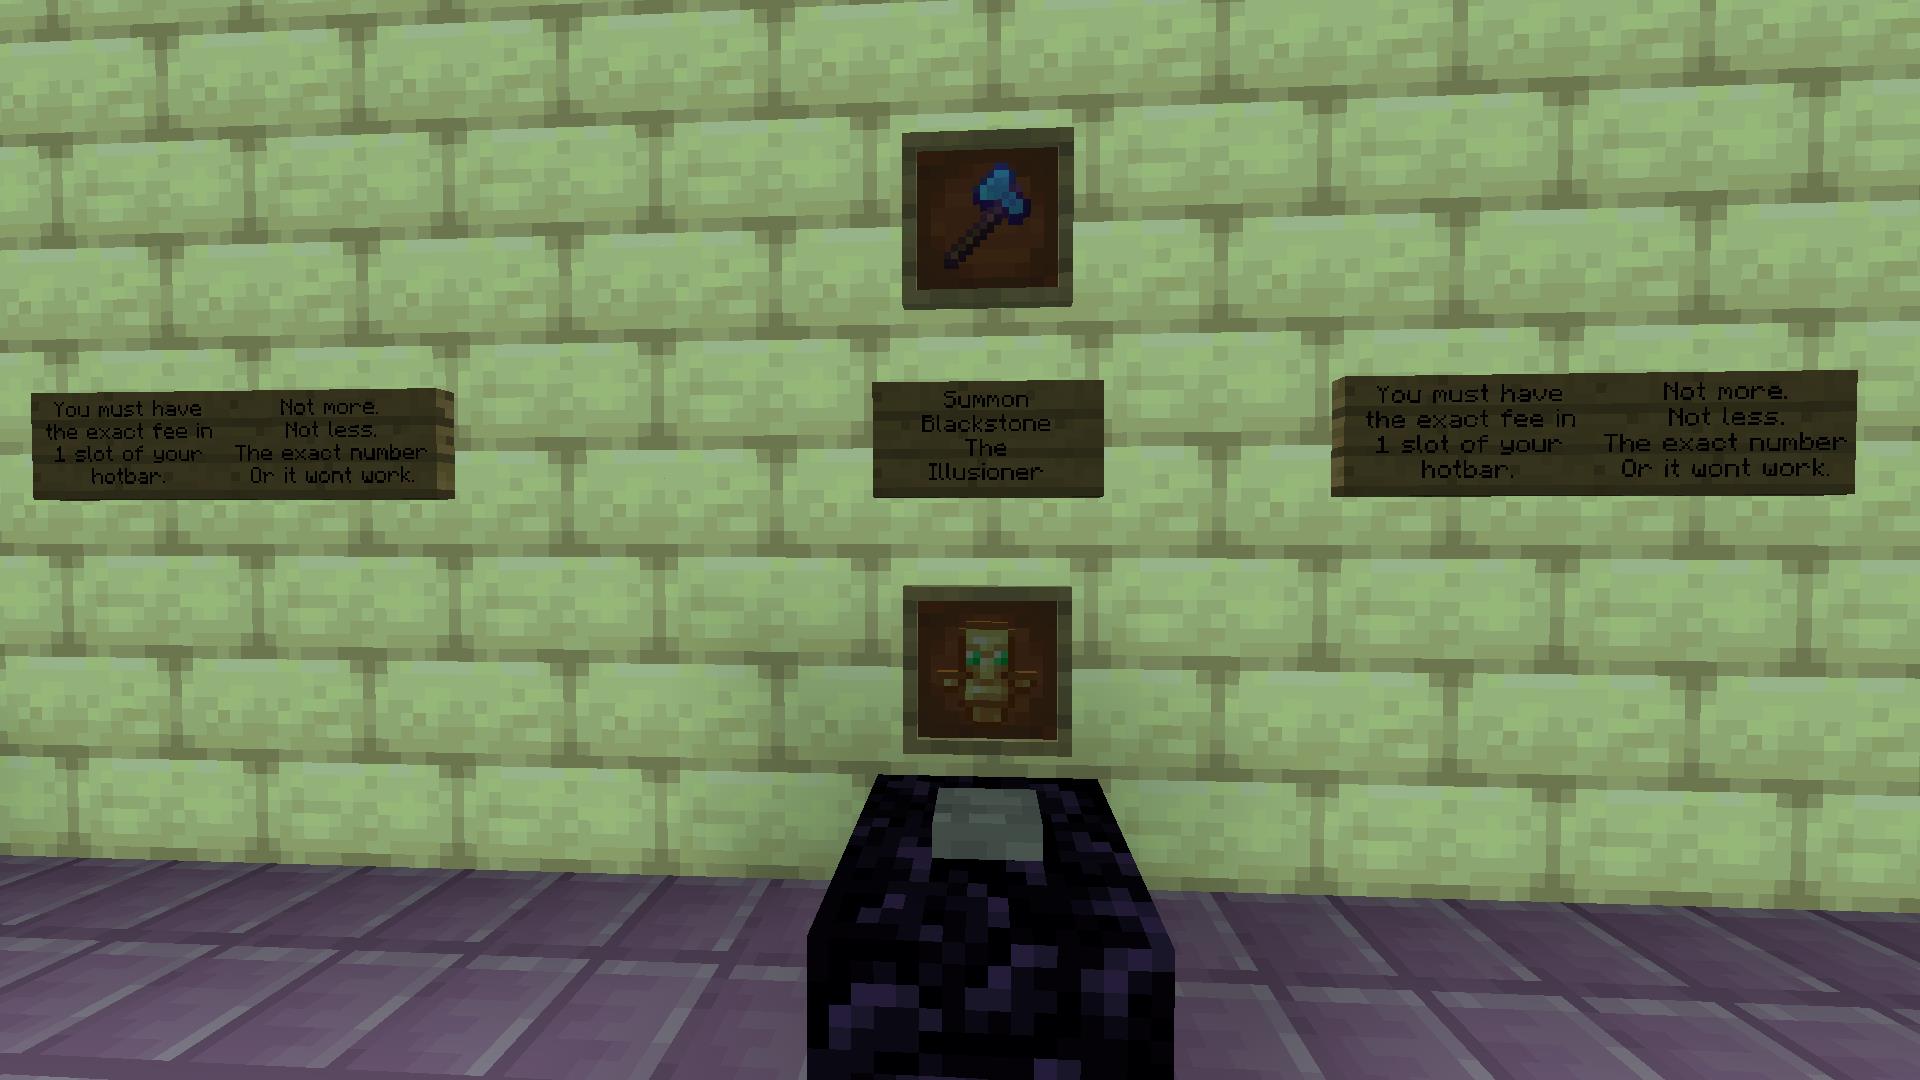 You must have
the exact fee in
1 slot of your
hotbar.
Not more.
Not less.
The exact number
Or it wont work.
Summon
Blackstone
The
Illusioner
You must have
the exact fee in
1 slot of your
hotbar.
Not more.
Not less.
The exact number
Or it wont work.